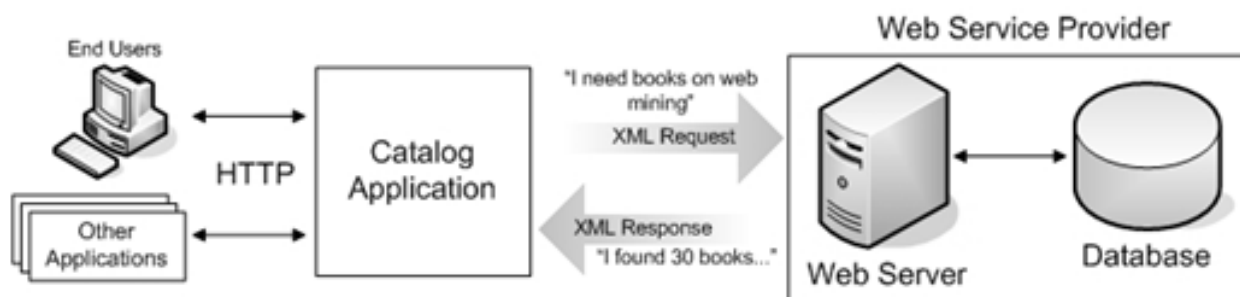 End Users
HTTP
Other
Applications
Catalog
Application
"I need books on web
mining"
XML Request
XML Response
"I found 30 books..."
Web Service Provider
Web Server
Database